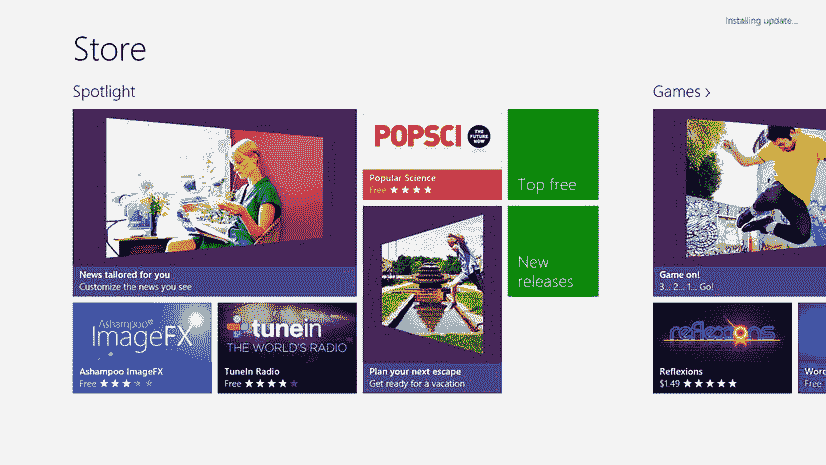 Installing update...
Store
Spotlight
News tailored for you
Customize the news you see
Ashampoo®
ImageFX
Ashampoo ImageFX
Free
tunein
THE WORLD'S RADIO
TuneIn Radio
Free
POPSCI
THE
FUTURE
NOW
Popular Science
Free
Plan your next escape
Get ready for a vacation
Top free
New
releases
Games >
Game on!
3... 2... 1... Go!
reflexions
Reflexions
$1.49
Word
Free